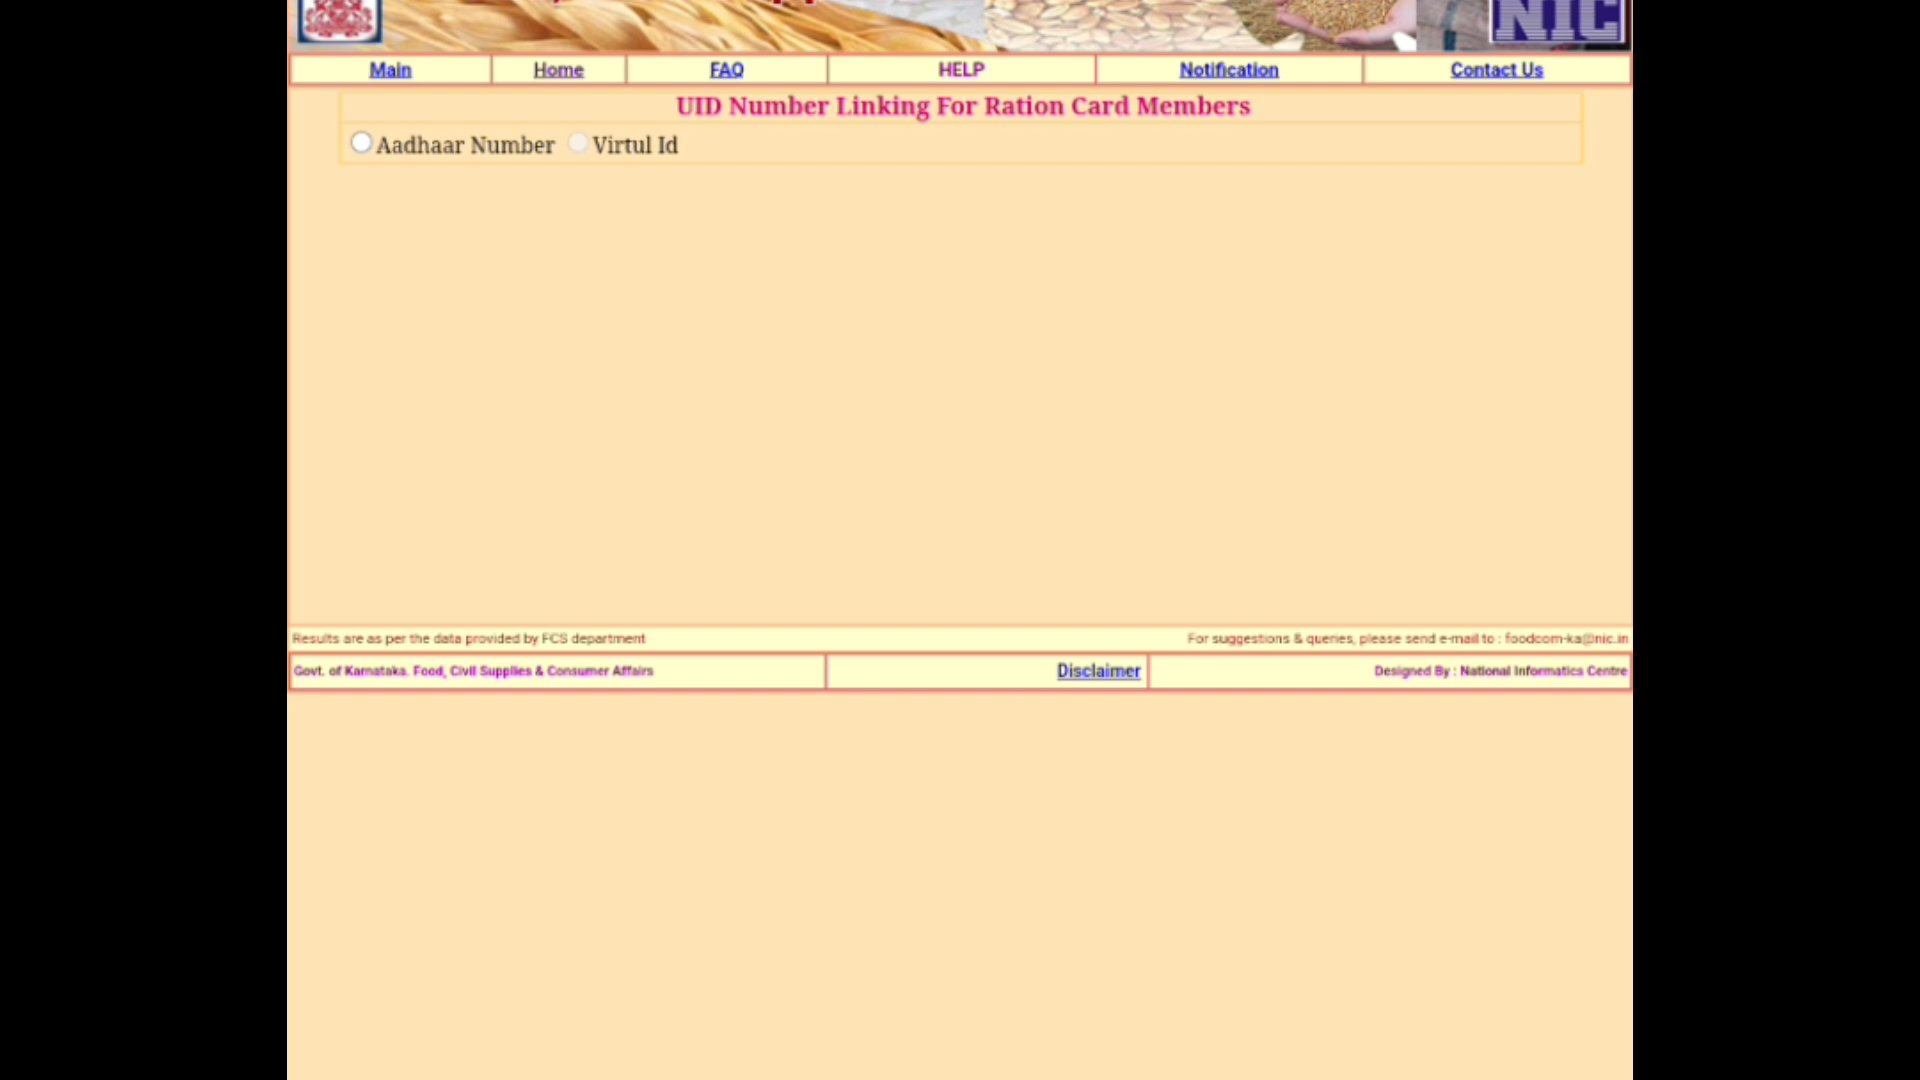 NIC
Main Home FAQ HELP Notification Contact Us
UID Number Linking For Ration Card Members
Aadhaar Number Virtul Id
Results are as per the data provided by FCS department For suggestions & queries, please send e-mail to : foodcom-ka@nic.in
Govt. of Karnataka. Food, Civil Supplies & Consumer Affairs Disclaimer Designed By : National Informatics Centre